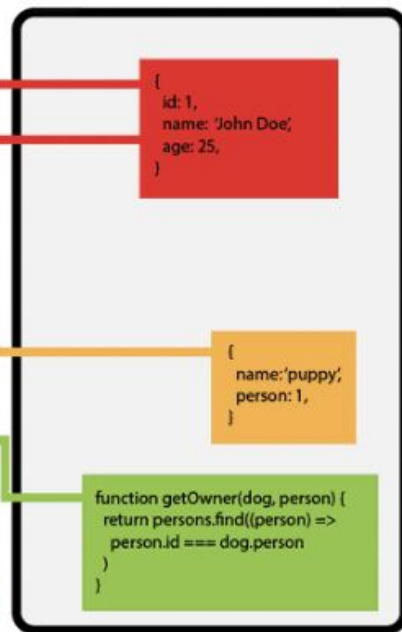 {
id: 1,
name: 'John Doe',
age: 25,
}
{
name:'puppy',
person: 1,
}
function getOwner(dog, person) {
return persons.find((person) =>
person.id === dog.person
)
}